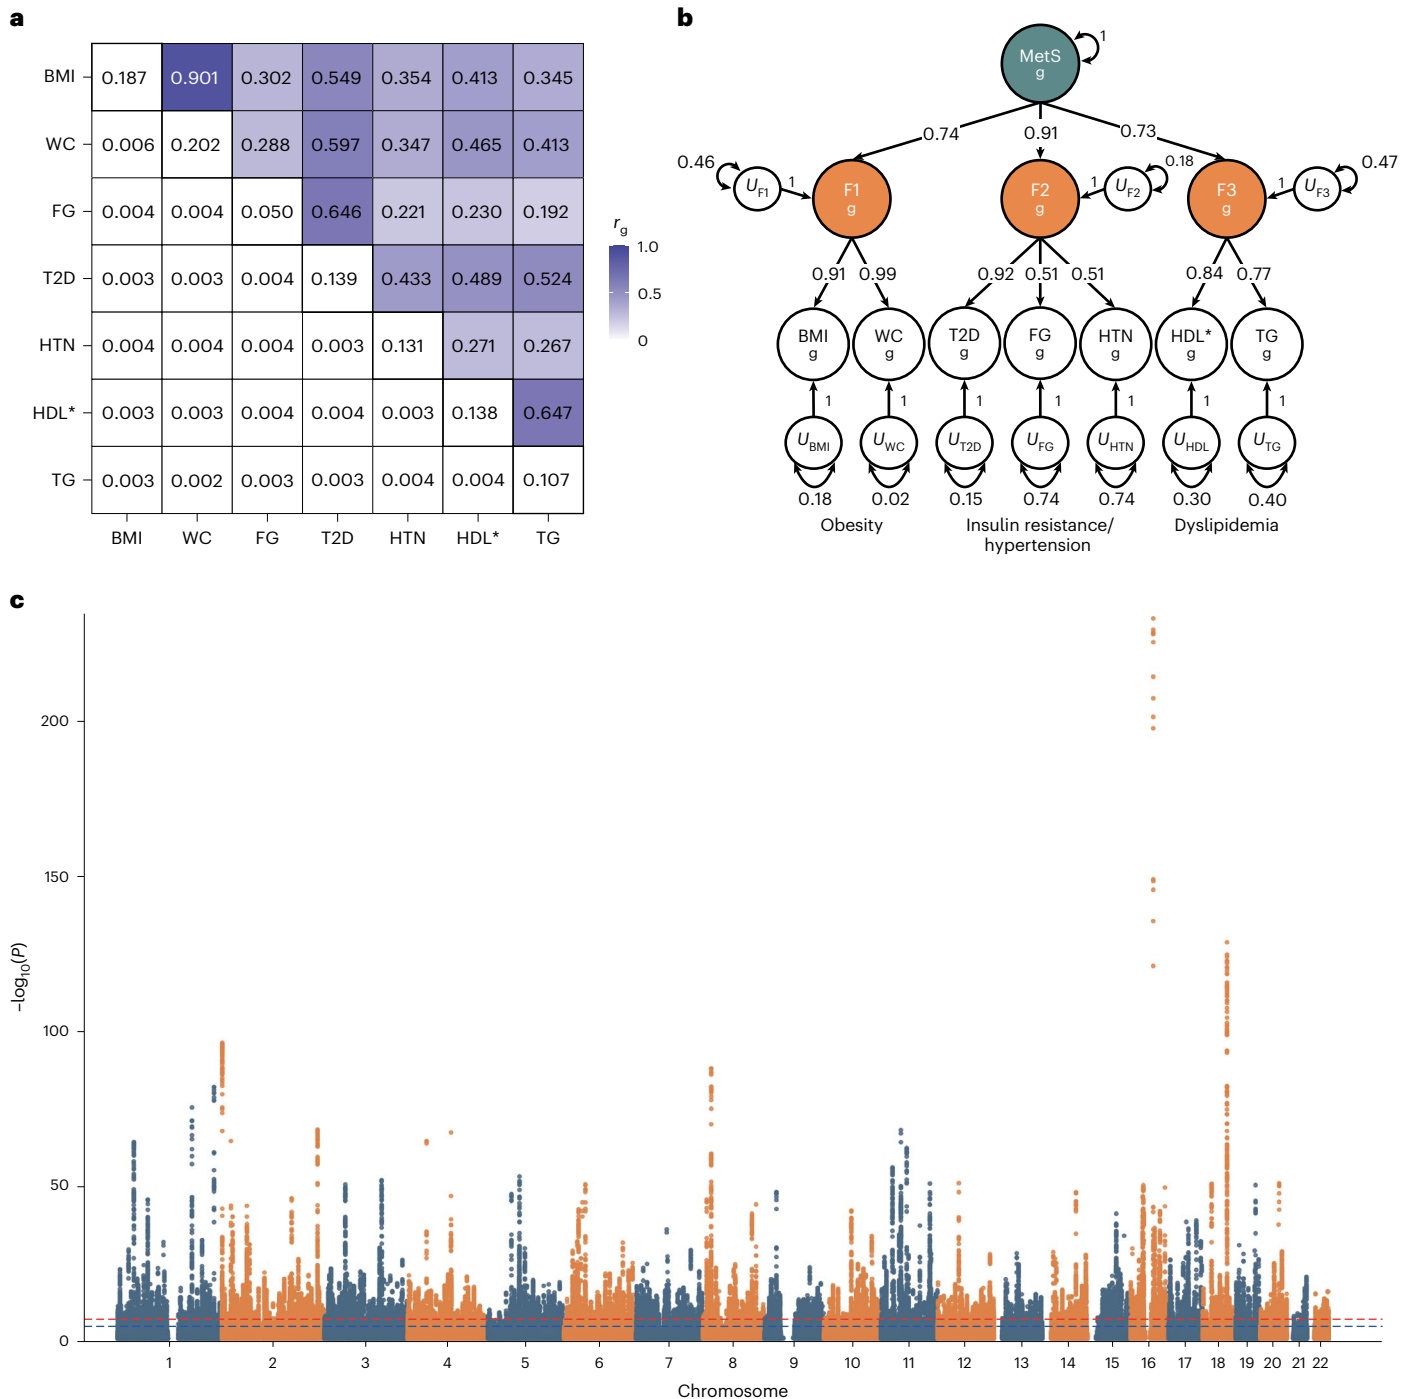 a
BMI 0.187 0.901 0.302 0.549 0.354 0.413 0.345
WC 0.006 0.202 0.288 0.597 0.347 0.465 0.413
FG 0.004 0.004 0.050 0.646 0.221 0.230 0.192
T2D 0.003 0.003 0.004 0.139 0.433 0.489 0.524
HTN 0.004 0.004 0.004 0.003 0.131 0.271 0.267
HDL* 0.003 0.003 0.004 0.004 0.003 0.138 0.647
TG 0.003 0.002 0.003 0.003 0.004 0.004 0.107
BMI WC FG T2D HTN HDL* TG
rg
1.0
0.5
0
b
MetS
g
1
0.74 0.91 0.73
0.46 UF1 1 F1 g
F2 g 1 UF2 0.18
F3 g 1 UF3 0.47
0.91 0.99 0.92 0.51 0.51 0.84 0.77
BMI WC T2D FG HTN HDL* TG
g g g g g g g
1 1 1 1 1 1 1
UBMI UWC UT2D UFG UHTN UHDL UTG
0.18 0.02 0.15 0.74 0.74 0.30 0.40
Obesity
Insulin resistance/
hypertension
Dyslipidemia
c
–log10(P)
200
150
100
50
0
1 2 3 4 5 6 7 8 9 10 11 12 13 14 15 16 17 18 19 20 21 22
Chromosome